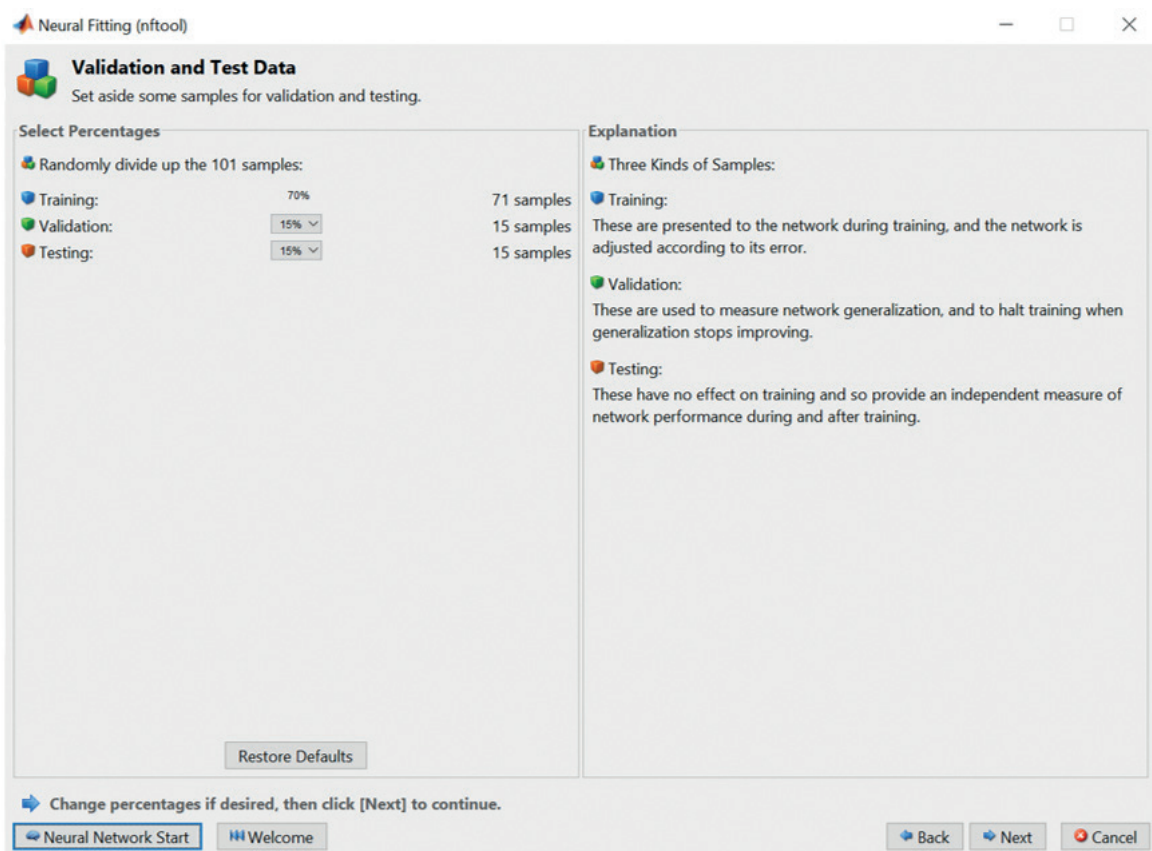 Neural Fitting (nftool)
Validation and Test Data
Set aside some samples for validation and testing.
Select Percentages
Randomly divide up the 101 samples:
Training: 70% 71 samples
Validation: 15% 15 samples
Testing: 15% 15 samples
Restore Defaults
Explanation
Three Kinds of Samples:
Training:
These are presented to the network during training, and the network is
adjusted according to its error.
Validation:
These are used to measure network generalization, and to halt training when
generalization stops improving.
Testing:
These have no effect on training and so provide an independent measure of
network performance during and after training.
Change percentages if desired, then click [Next] to continue.
Neural Network Start Welcome Back Next Cancel